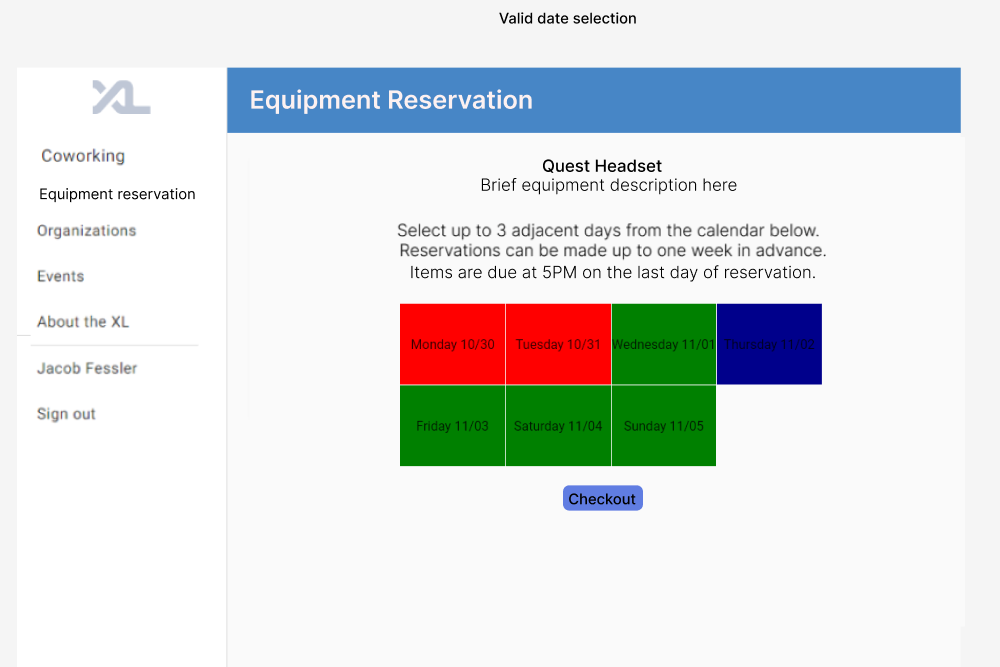 Valid date selection
XL
Equipment Reservation
Coworking
Equipment reservation
Organizations
Events
About the XL
Jacob Fessler
Sign out
Quest Headset
Brief equipment description here
Select up to 3 adjacent days from the calendar below.
Reservations can be made up to one week in advance.
Items are due at 5PM on the last day of reservation.
Monday 10/30 Tuesday 10/31 Wednesday 11/01 Thursday 11/02
Friday 11/03 Saturday 11/04 Sunday 11/05
Checkout